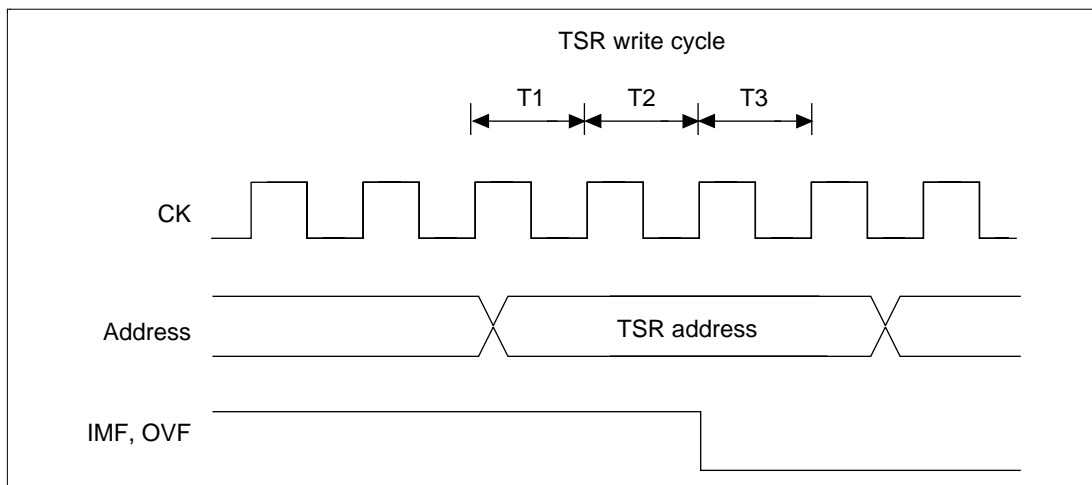 TSR write cycle
T1 T2 T3
CK
Address TSR address
IMF, OVF